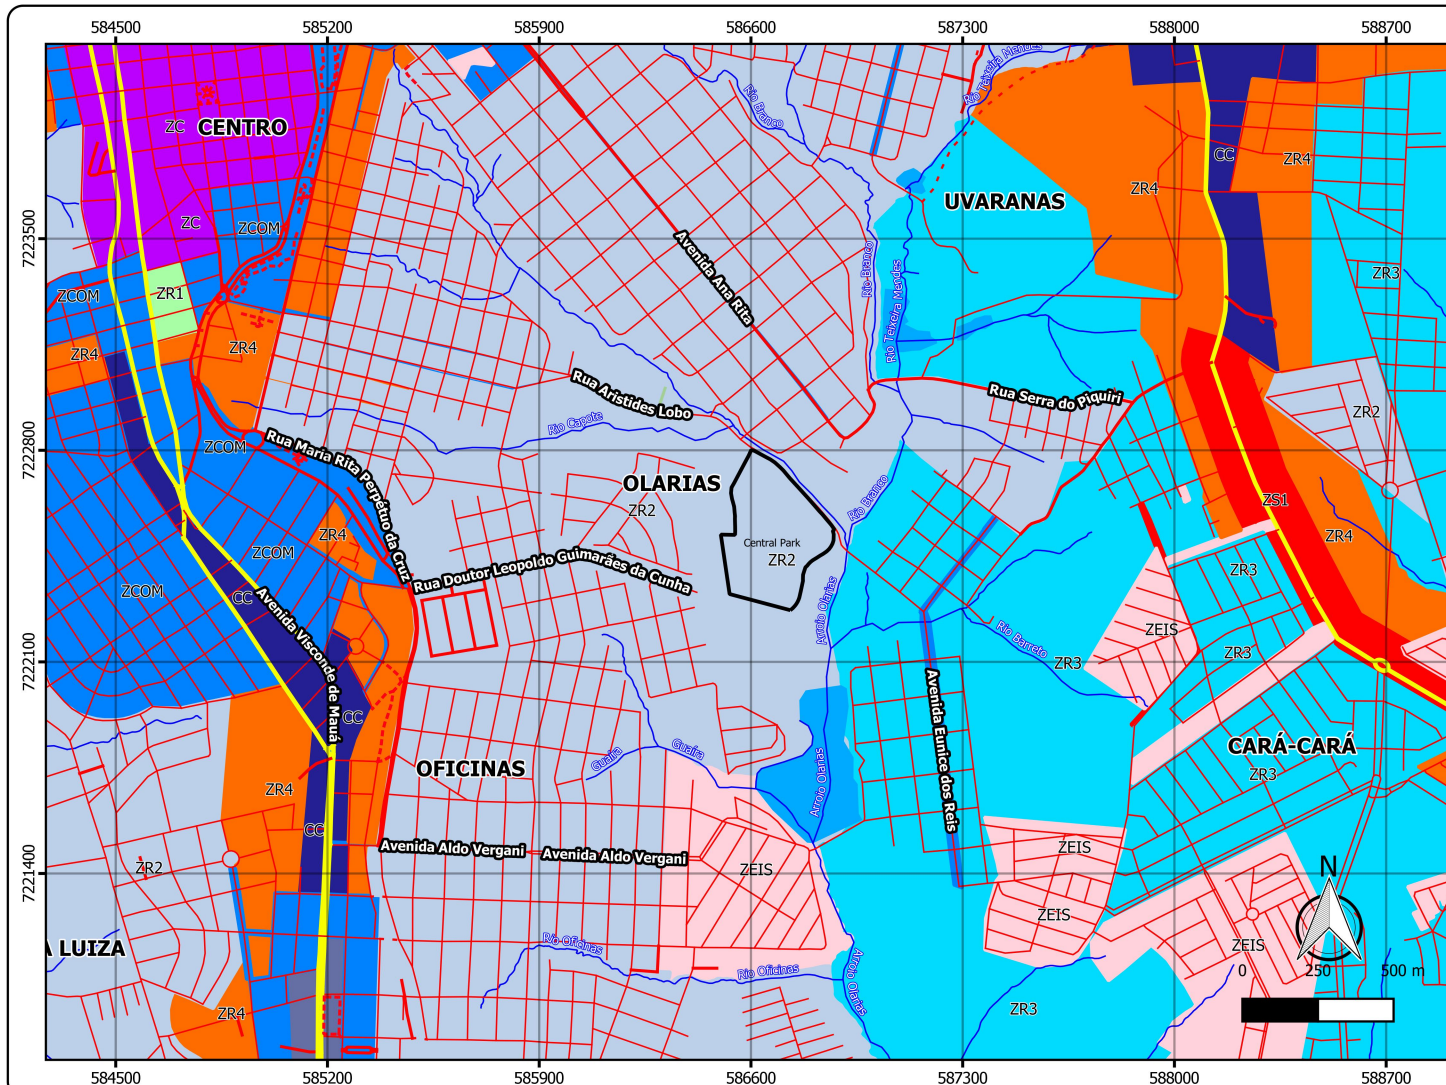 584500 585200 585900 586600 587300 588000 588700
Rio Teixeira Mendes
Rio Branco
ZC CENTRO
CC
ZR4
ZR4
UVARANAS
ZC
ZCOM
7223500
Avenida Ana Rita
Rio Branco
Rio Teixeira Mendes
ZR3
ZCOM
ZR1
ZR4
ZR4
Rua Aristides Lobo
Rua Serra do Piquiri
ZR2
Rio Capote
ZCOM
Rua Maria Rita Perpétuo da Cruz
7222800
OLARIAS
ZR2
Rio Branco
ZS1
ZR4
ZR4
Central Park
ZR2
ZCOM
Rua Doutor Leopoldo Guimarães da Cunha
ZR3
ZCOM
CC
Avenida Visconde de Mauá
Arroio Olarias
Rio Barreto
ZEIS
ZR3
ZR3
7222100
CC
Avenida Eunice dos Reis
CARÁ-CARÁ
ZR3
Guaíra
Guaíra
OFICINAS
Arroio Olarias
ZR4
CC
Avenida Aldo Vergani
Avenida Aldo Vergani
ZEIS
ZR2
ZEIS
7221400
N
ZEIS
A LUIZA
Rio Oficinas
Rio Oficinas
Arroio Olarias
ZEIS
0 250 500 m
ZR4
ZR3
584500 585200 585900 586600 587300 588000 588700